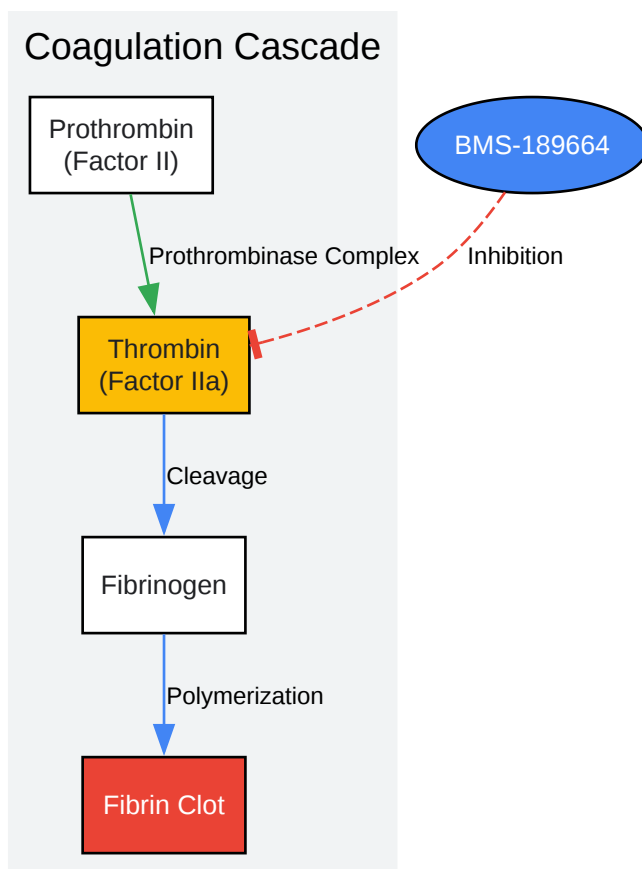 Coagulation Cascade
Prothrombin
(Factor II)
BMS-189664
Prothrombinase Complex
Inhibition
Thrombin
(Factor IIa)
Cleavage
Fibrinogen
Polymerization
Fibrin Clot